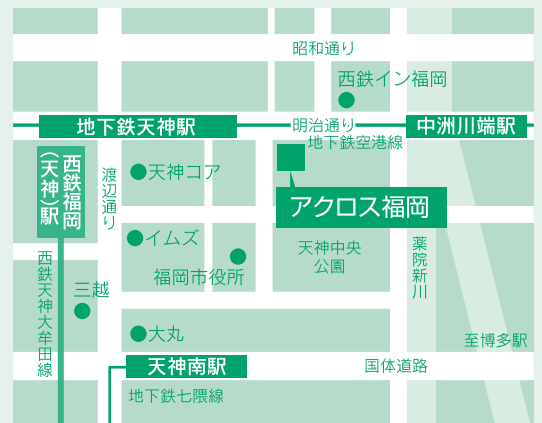 昭和通り
西鉄イン福岡
地下鉄天神駅
明治通り
中洲川端駅
地下鉄空港線
西鉄福岡
(天神)駅
渡辺通り
天神コア
アクロス福岡
イムズ
福岡市役所
天神中央
公園
薬院新川
西鉄天神大牟田線
三越
大丸
至博多駅
天神南駅
国体道路
地下鉄七隈線